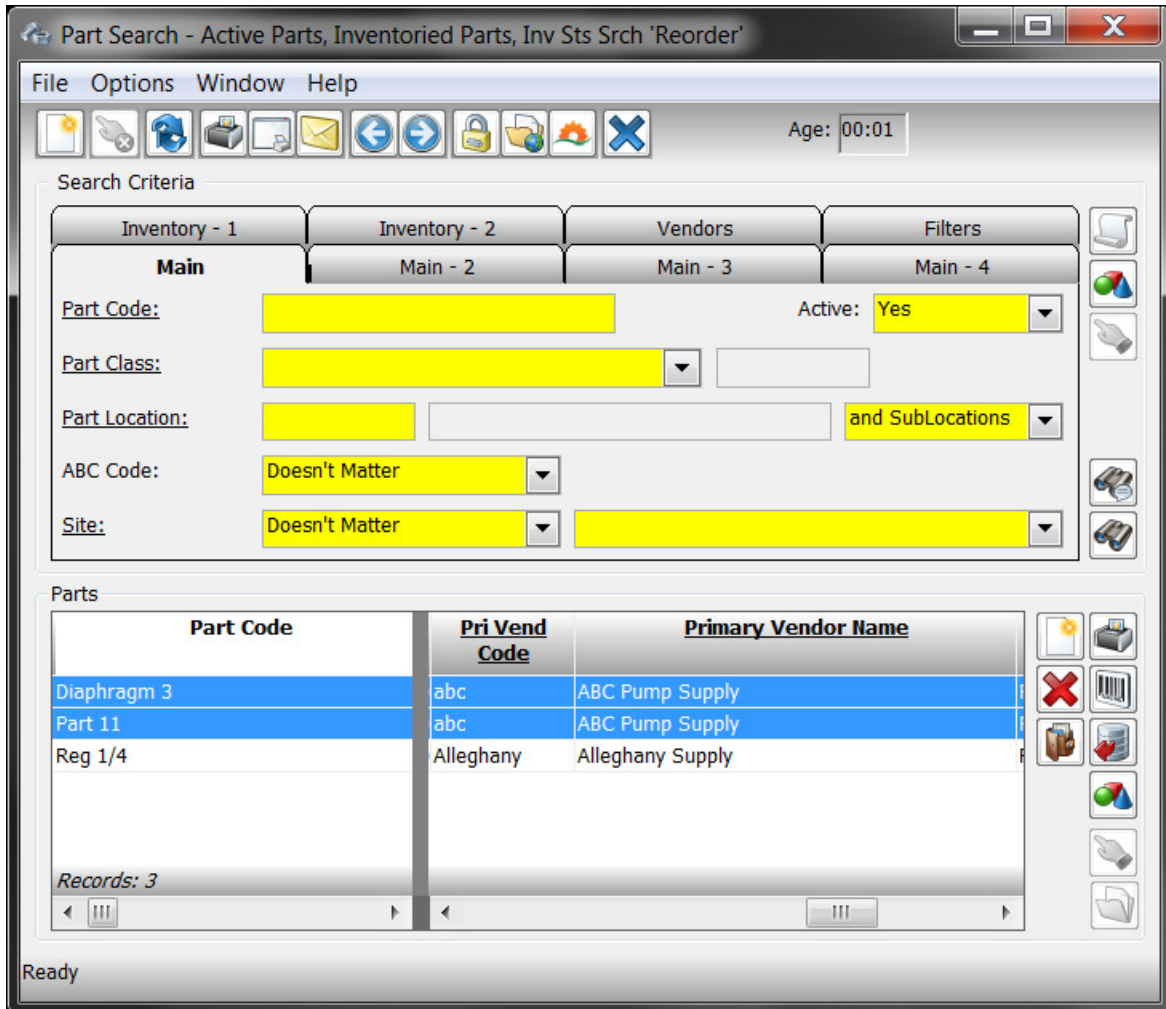 Part Search - Active Parts, Inventoried Parts, Inv Sts Srch 'Reorder'
File Options Window Help
Age: 00:01
Search Criteria
Inventory - 1 Inventory - 2 Vendors Filters
Main Main - 2 Main - 3 Main - 4
Part Code: Active: Yes
Part Class:
Part Location: and SubLocations
ABC Code: Doesn't Matter
Site: Doesn't Matter
Parts
Part Code Pri Vend Primary Vendor Name
Code
Diaphragm 3 abc ABC Pump Supply
Part 11 abc ABC Pump Supply
Reg 1/4 Alleghany Alleghany Supply
Records: 3
Ready